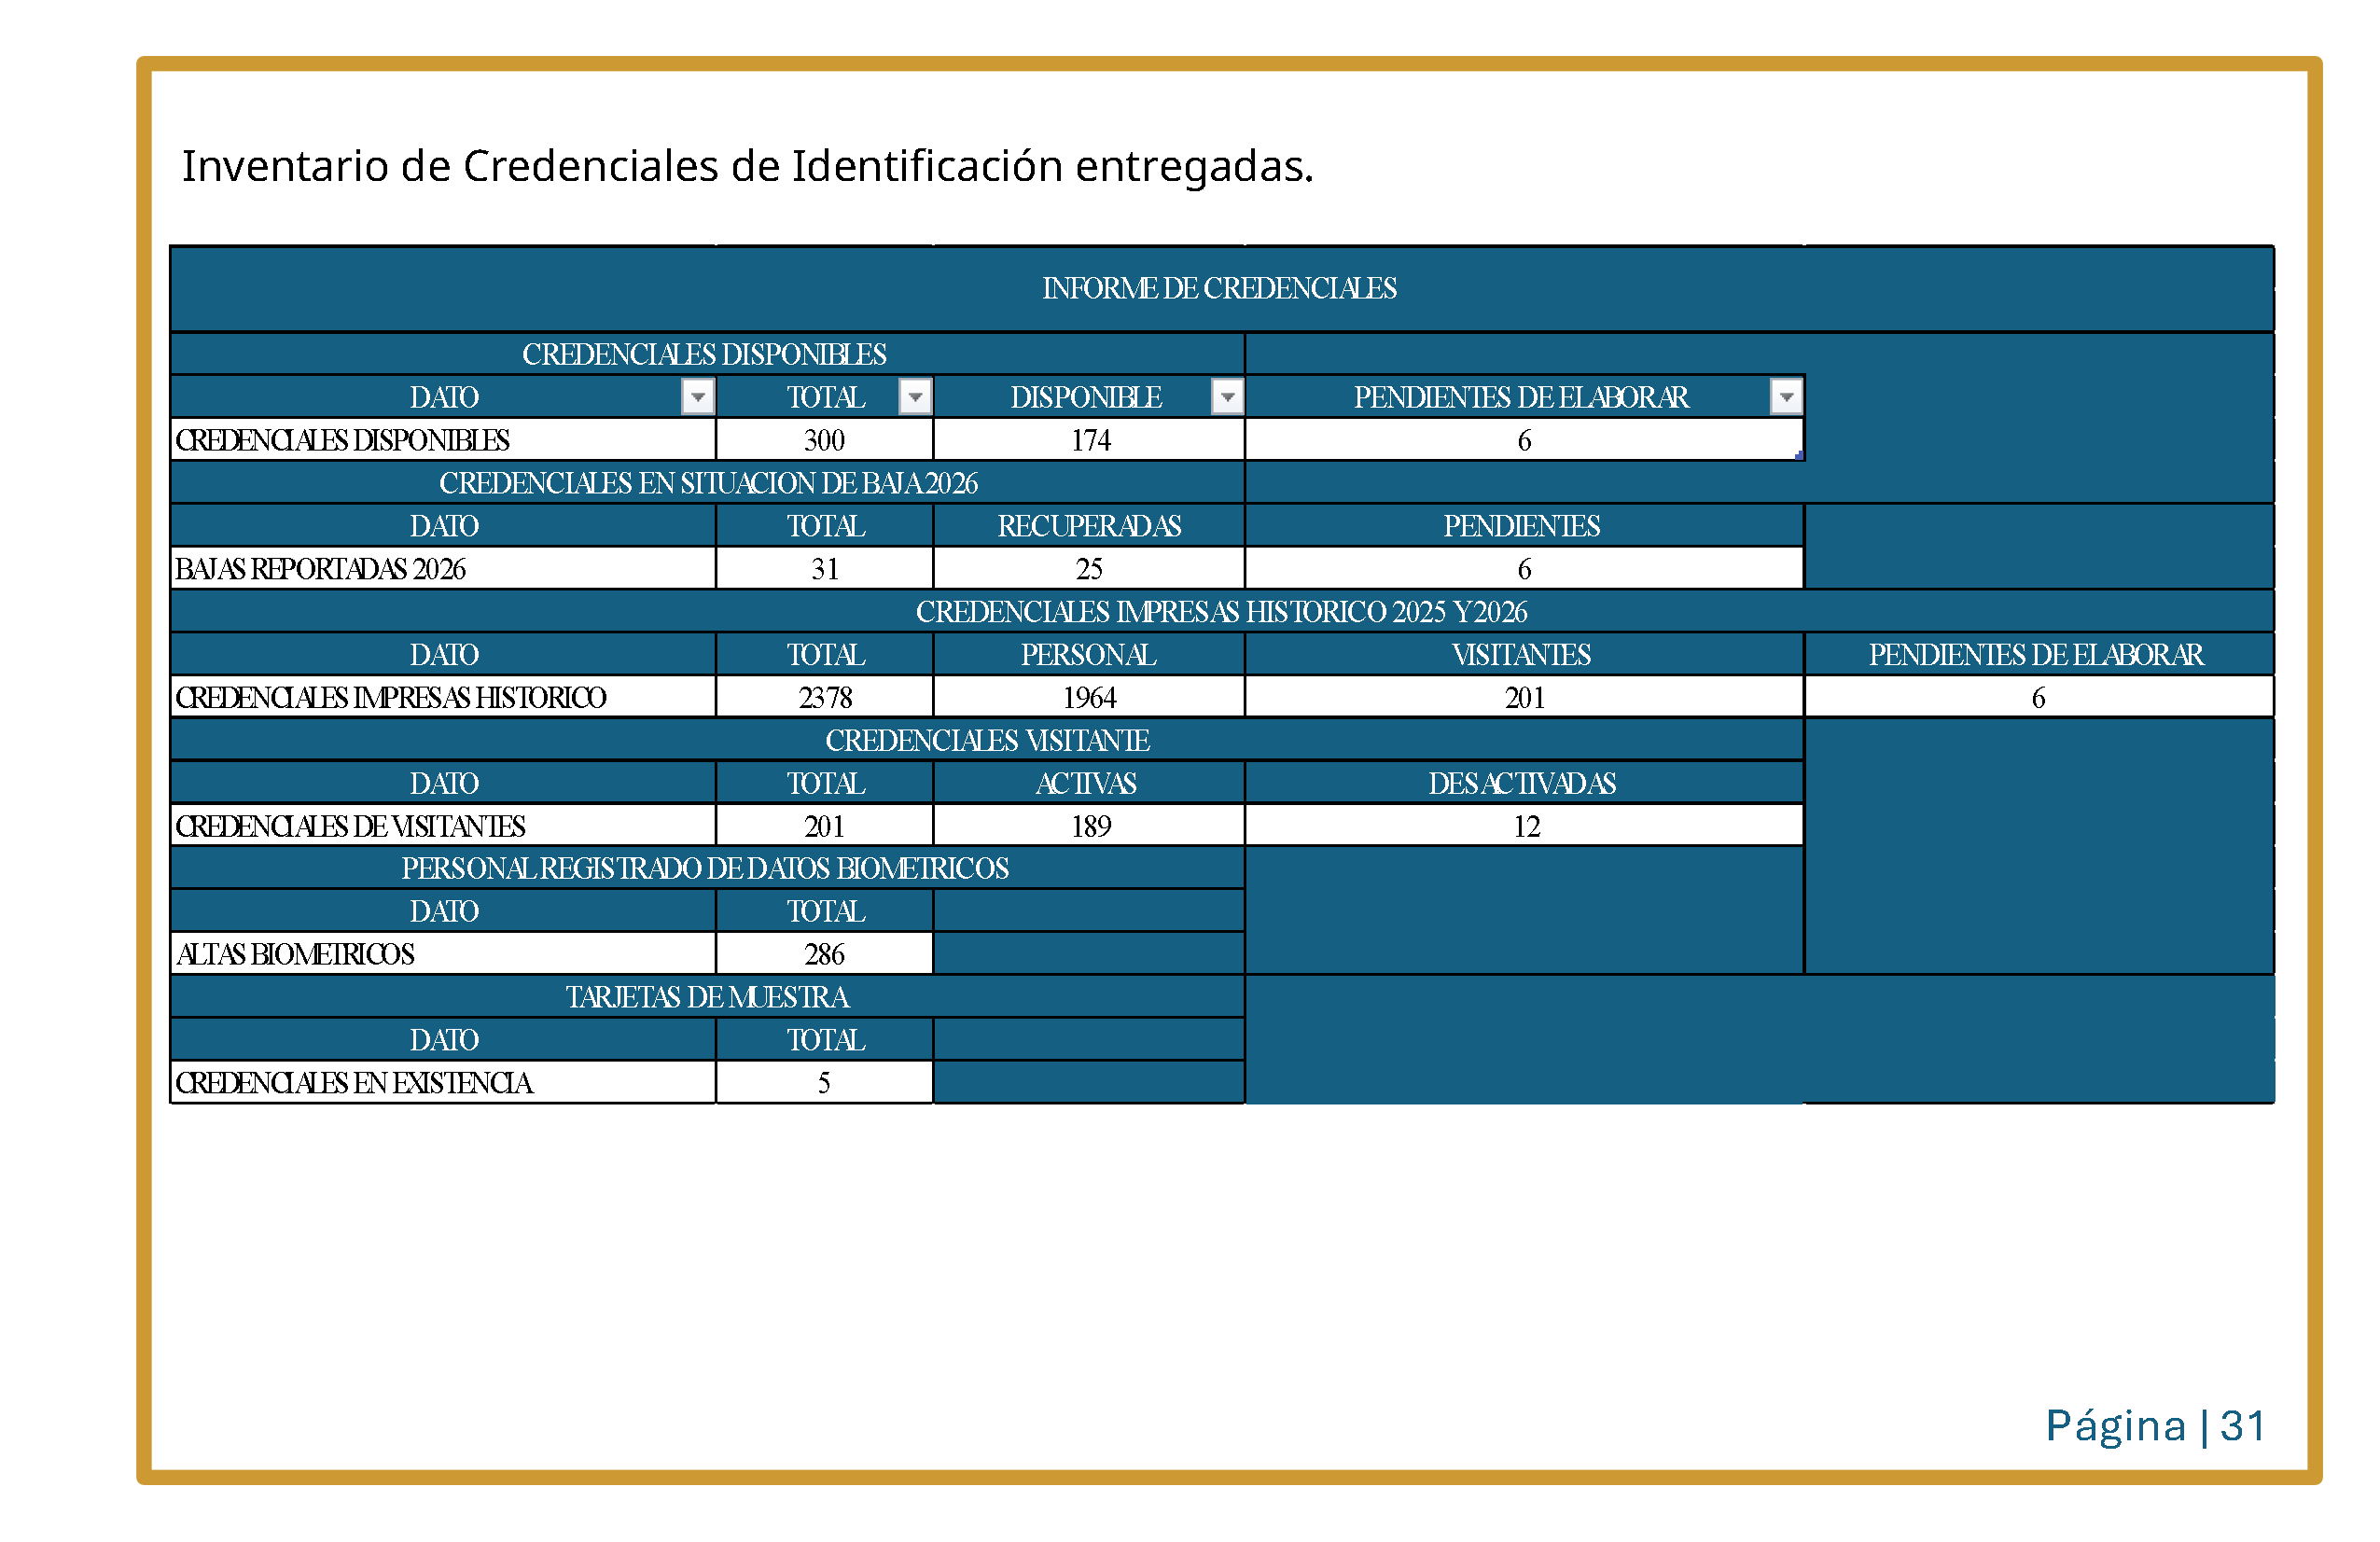 Inventario de Credenciales de Identificación entregadas.
INFORME DE CREDENCIALES
CREDENCIALES DISPONIBLES
DATO TOTAL DISPONIBLE PENDIENTES DE ELABORAR
CREDENCIALES DISPONIBLES 300 174 6
CREDENCIALES EN SITUACION DE BAJA 2026
DATO TOTAL RECUPERADAS PENDIENTES
BAJAS REPORTADAS 2026 31 25 6
CREDENCIALES IMPRESAS HISTORICO 2025 Y 2026
DATO TOTAL PERSONAL VISITANTES PENDIENTES DE ELABORAR
CREDENCIALES IMPRESAS HISTORICO 2378 1964 201 6
CREDENCIALES VISITANTE
DATO TOTAL ACTIVAS DESACTIVADAS
CREDENCIALES DE VISITANTES 201 189 12
PERSONAL REGISTRADO DE DATOS BIOMETRICOS
DATO TOTAL
ALTAS BIOMETRICOS 286
TARJETAS DE MUESTRA
DATO TOTAL
CREDENCIALES EN EXISTENCIA 5
Página | 31